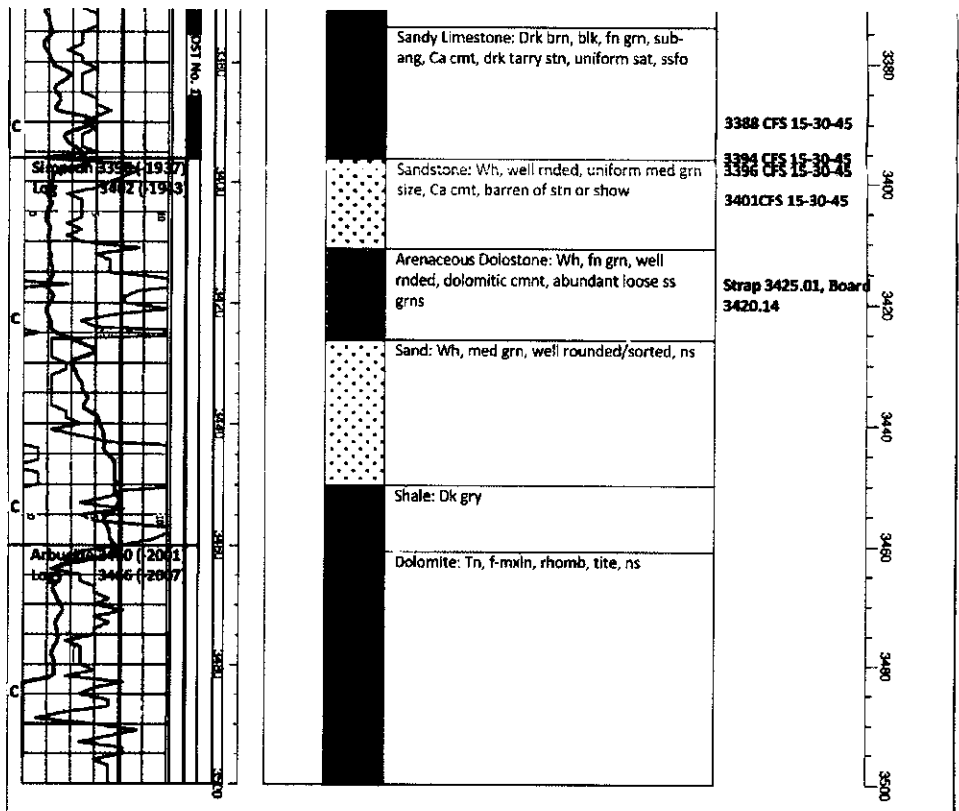 DST No. 1
Sandy Limestone: Drk brn, blk, fn grn, sub-
ang, Ca cmt, drk tarry stn, uniform sat, ssfo
3380
3380
3388 CFS 15-30-45
C
3394 CFS 15-30-45
3396 CFS 15-30-45
Simpson (-1937)
Log 3402 (-1943)
Sandstone: Wh, well rnded, uniform med grn
size, Ca cmt, barren of stn or show
3400
3400
3401CFS 15-30-45
Arenaceous Dolostone: Wh, fn grn, well
rnded, dolomitic cmnt, abundant loose ss
grns
Strap 3425.01, Board
3420.14
C
3420
3420
Sand: Wh, med grn, well rounded/sorted, ns
3440
3440
Shale: Dk gry
C
Arbuckle 3460 (-2001)
Log 3466 (-2007)
3460
3460
Dolomite: Tn, f-mxln, rhomb, tite, ns
3480
3480
C
3500
3500